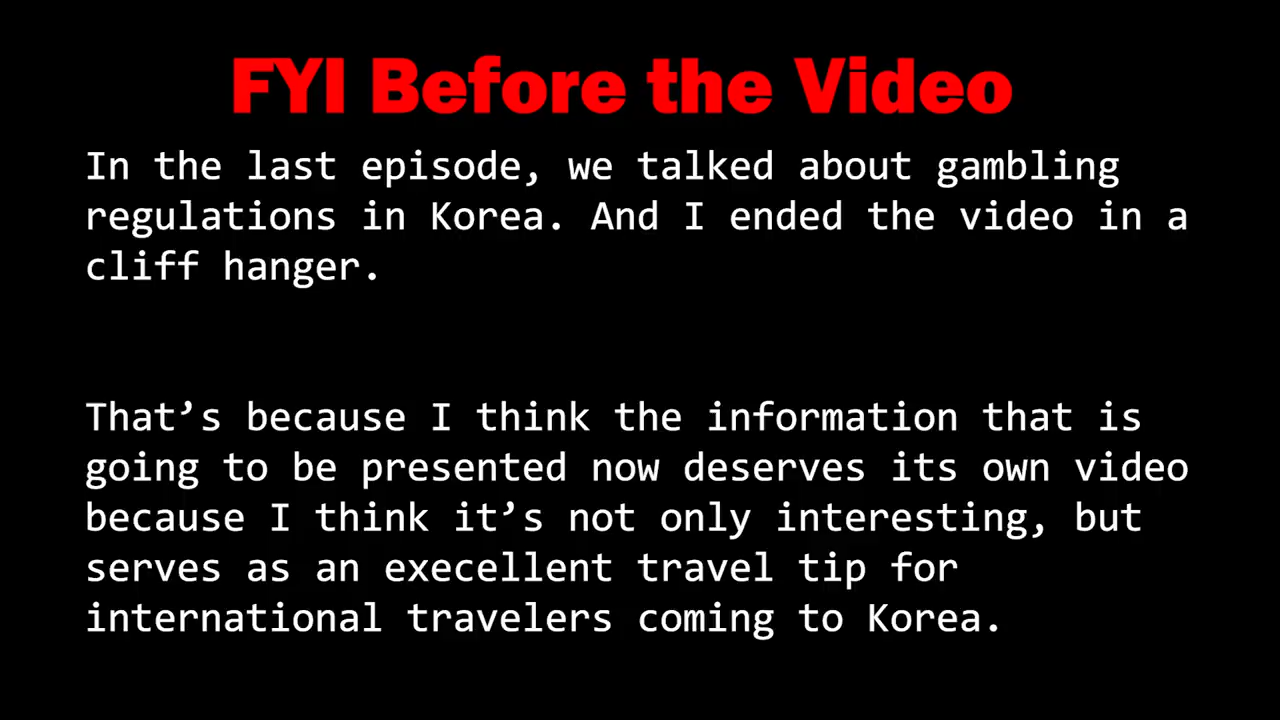 FYI Before the Video
In the last episode, we talked about gambling
regulations in Korea. And I ended the video in a
cliff hanger.
That’s because I think the information that is
going to be presented now deserves its own video
because I think it’s not only interesting, but
serves as an execellent travel tip for
international travelers coming to Korea.